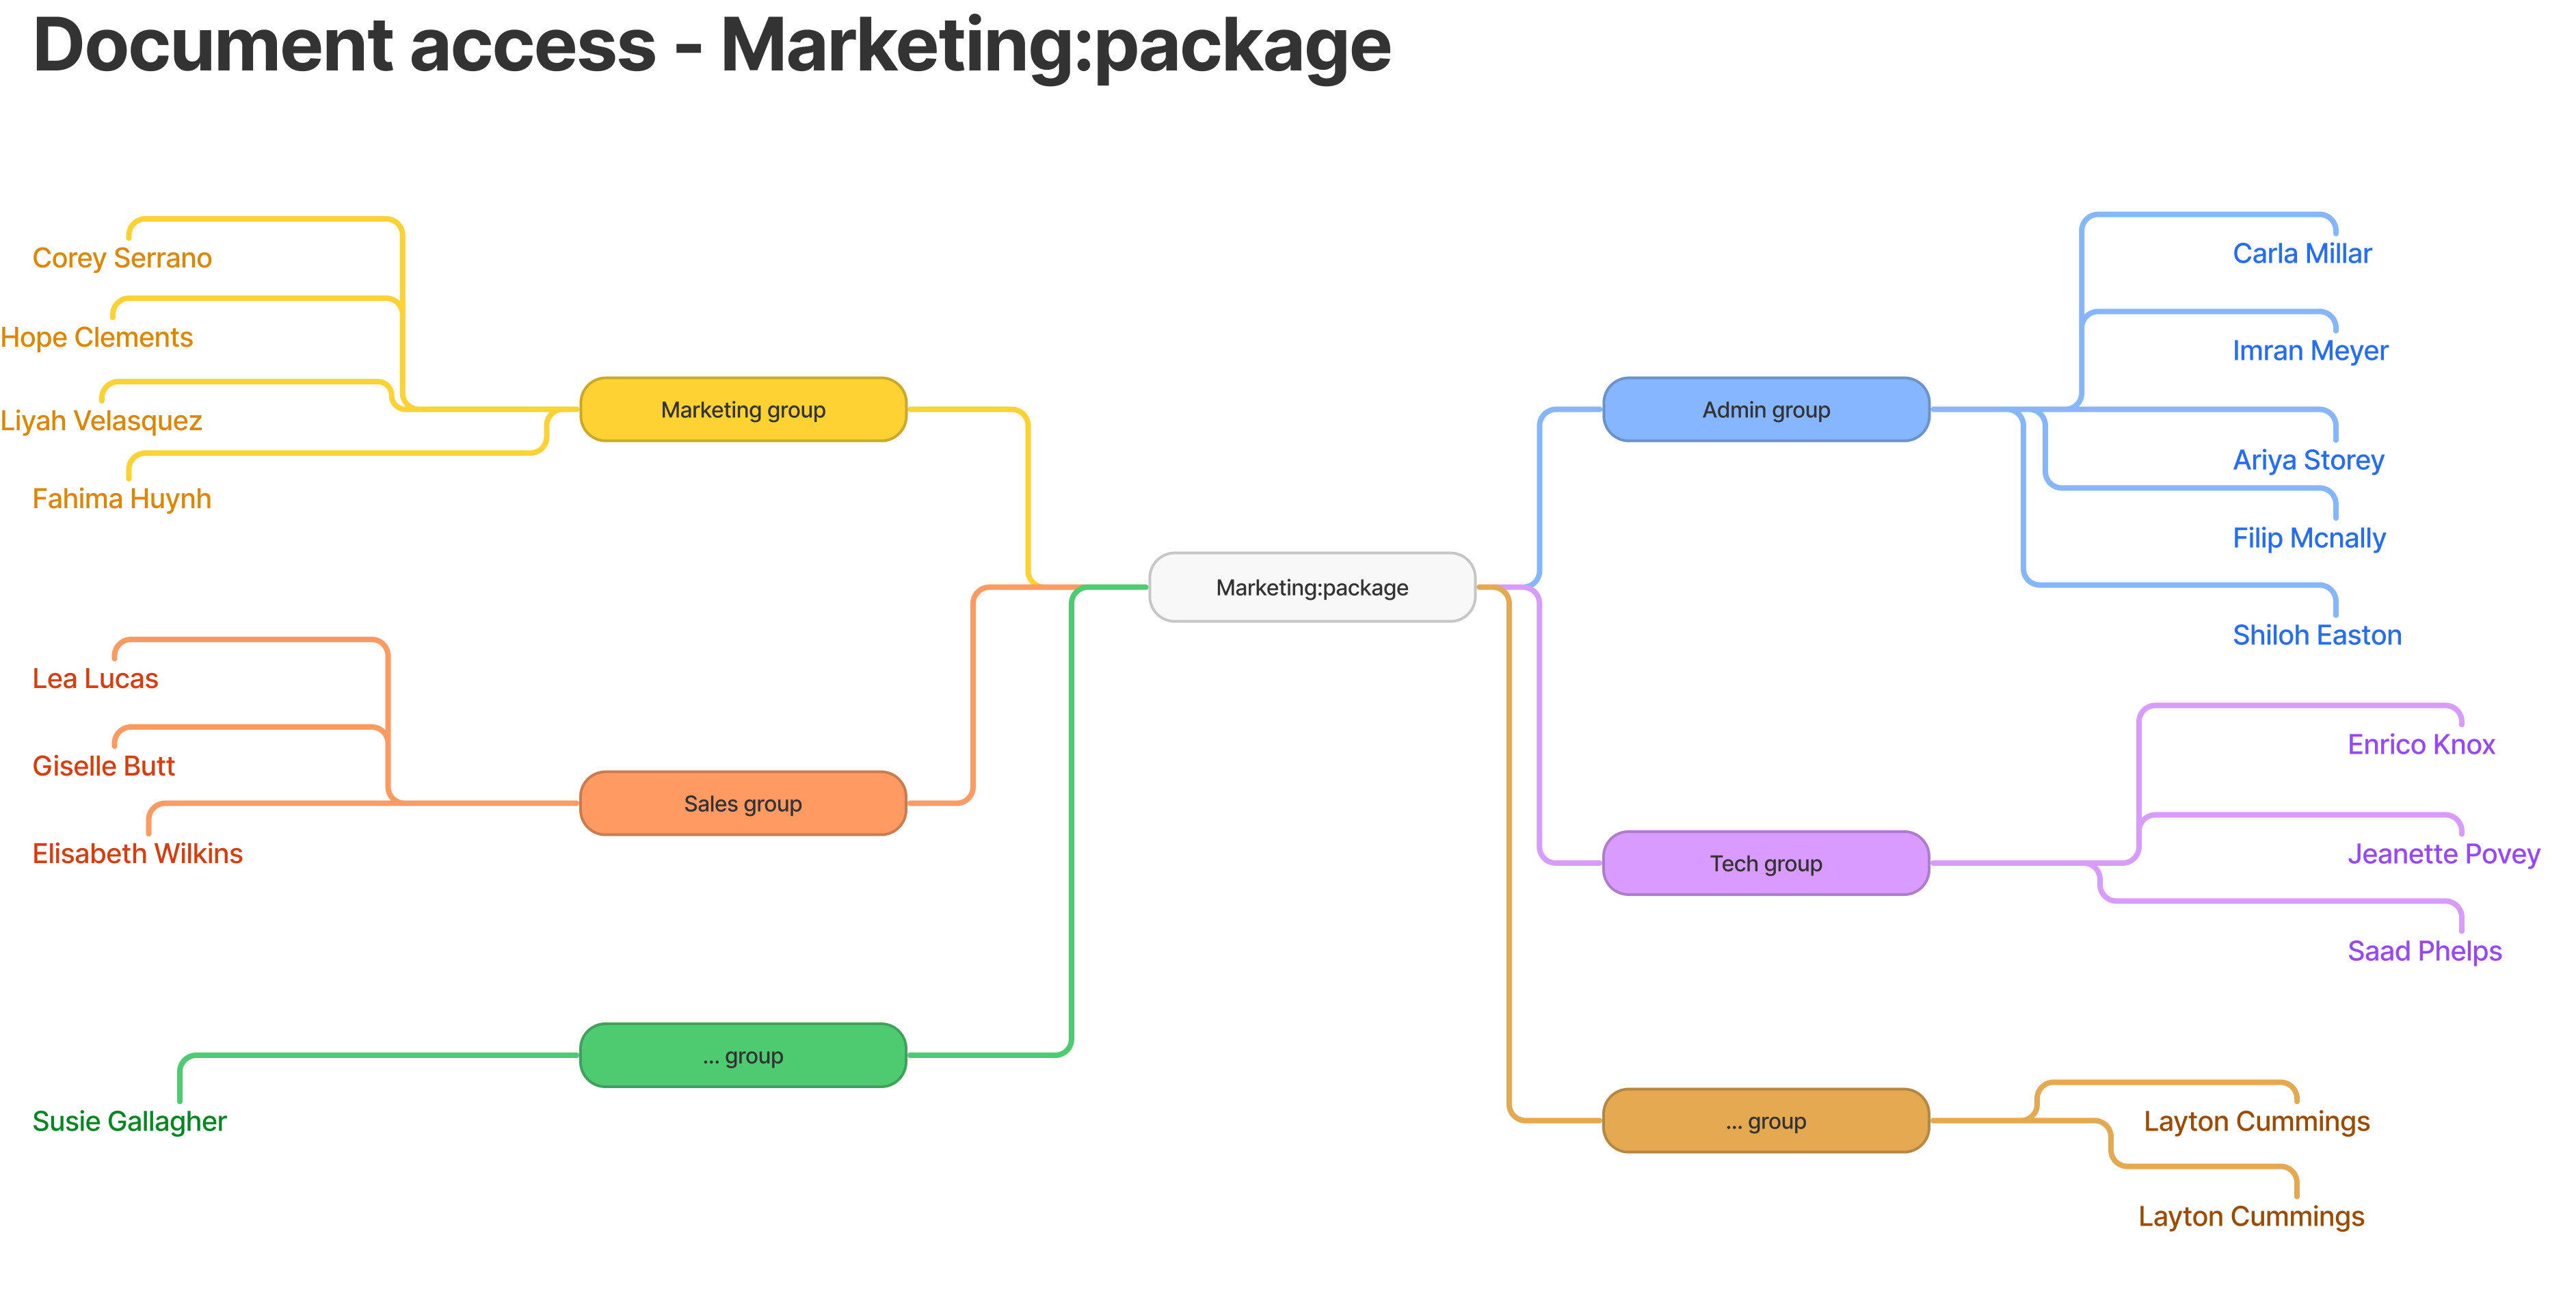 Document access - Marketing:package
Corey Serrano
Hope Clements
Liyah Velasquez
Fahima Huynh
Marketing group
Lea Lucas
Giselle Butt
Elisabeth Wilkins
Sales group
Susie Gallagher
... group
Marketing:package
Admin group
Carla Millar
Imran Meyer
Ariya Storey
Filip Mcnally
Shiloh Easton
Tech group
Enrico Knox
Jeanette Povey
Saad Phelps
... group
Layton Cummings
Layton Cummings